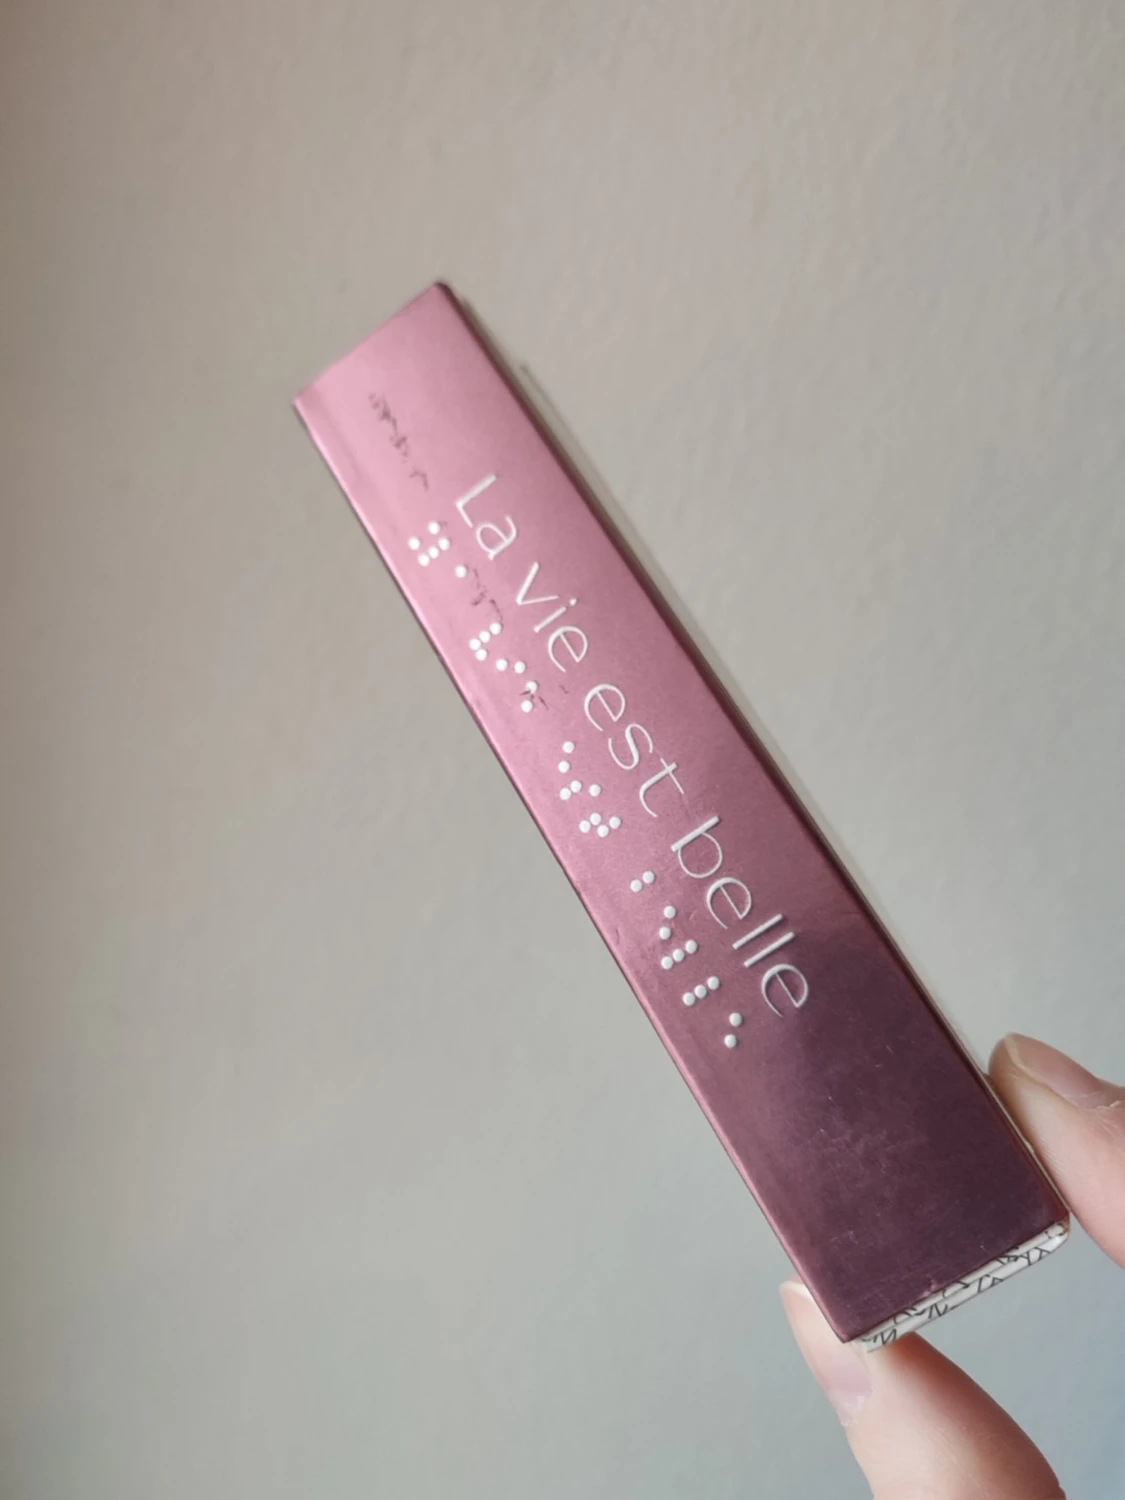 La vie est belle
⠨⠇⠁ ⠧⠊⠑ ⠑⠎⠞ ⠃⠑⠇⠇⠑